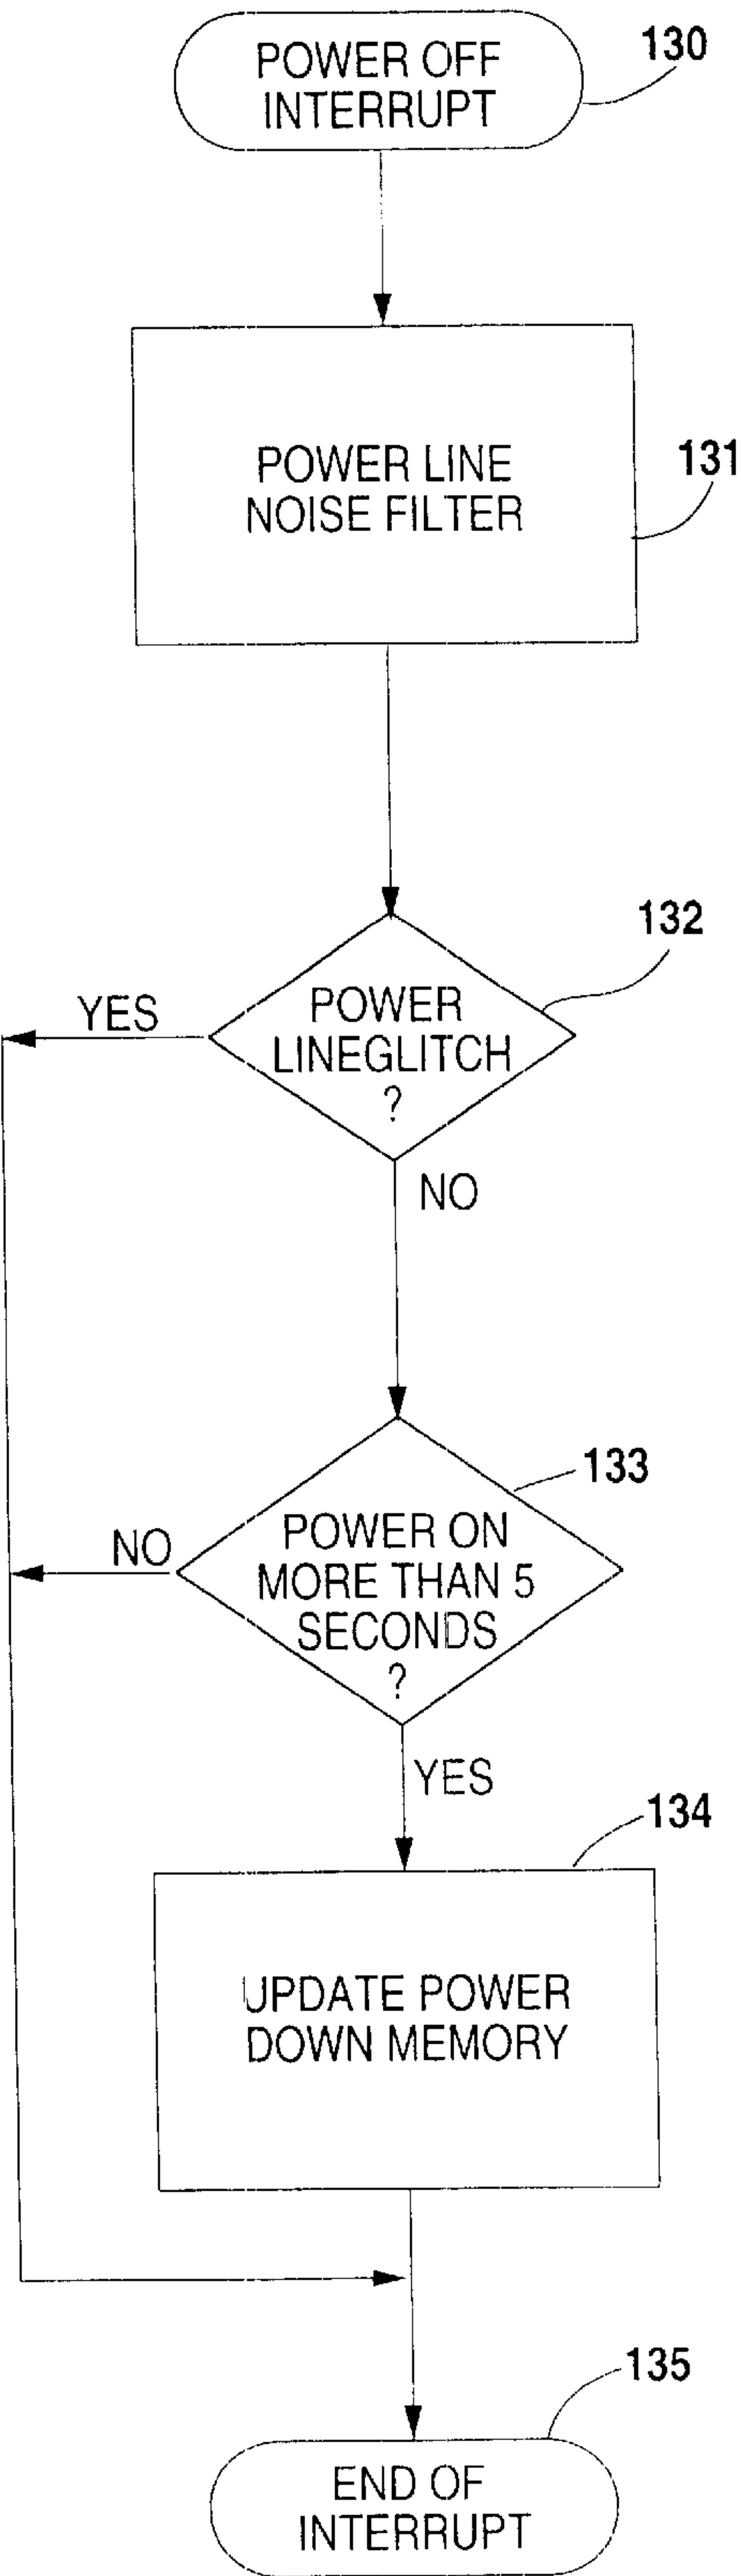 POWER OFF
INTERRUPT
130
POWER LINE
NOISE FILTER
131
132
POWER
LINEGLITCH
?
YES
NO
133
POWER ON
MORE THAN 5
SECONDS
?
NO
YES
134
UPDATE POWER
DOWN MEMORY
135
END OF
INTERRUPT